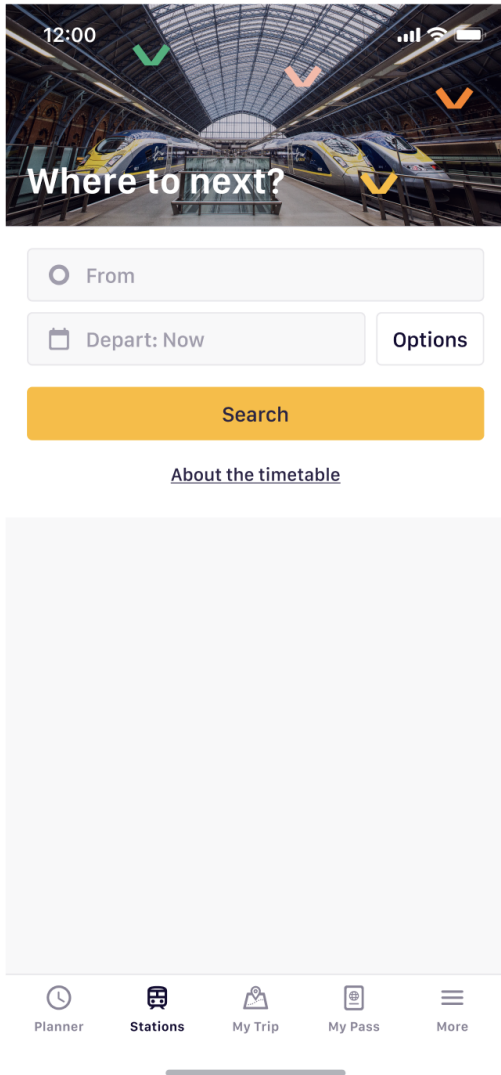 12:00
Where to next?
From
Depart: Now
Options
Search
About the timetable
Planner
Stations
My Trip
My Pass
More